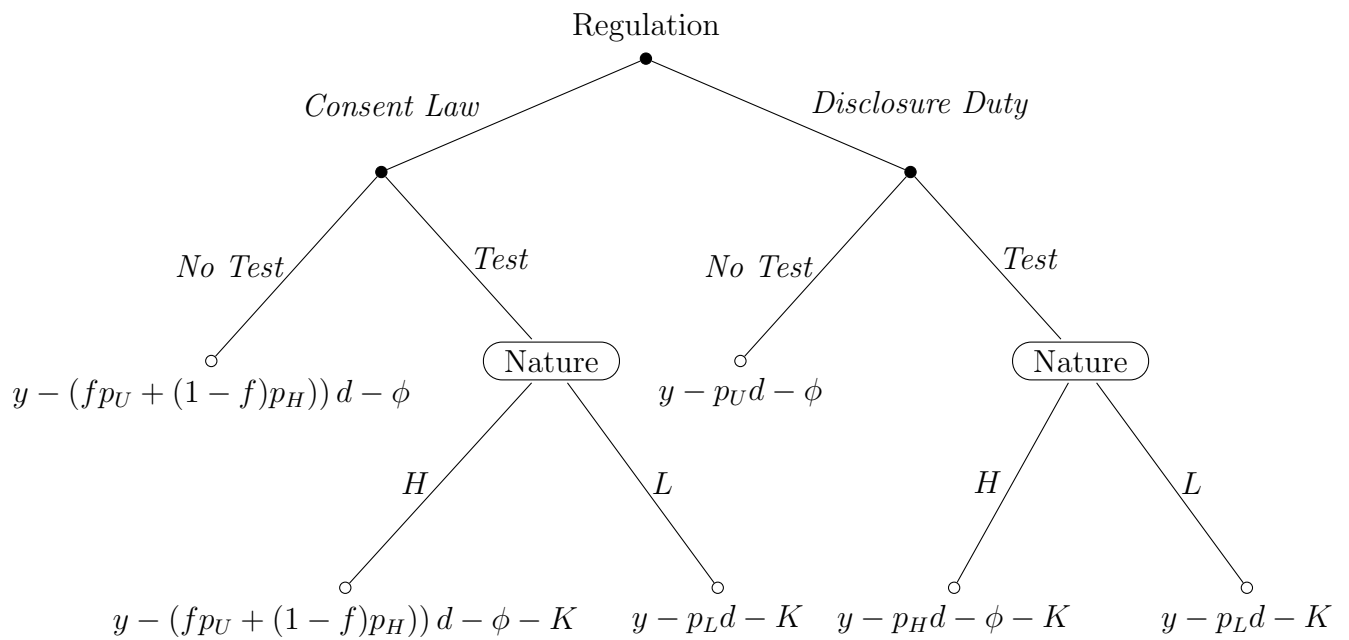 Regulation
Consent Law
Disclosure Duty
No Test
Test
No Test
Test
Nature
Nature
y − (fp_U + (1 − f)p_H)) d − ϕ
y − p_U d − ϕ
H
L
H
L
y − (fp_U + (1 − f)p_H)) d − ϕ − K
y − p_L d − K
y − p_H d − ϕ − K
y − p_L d − K